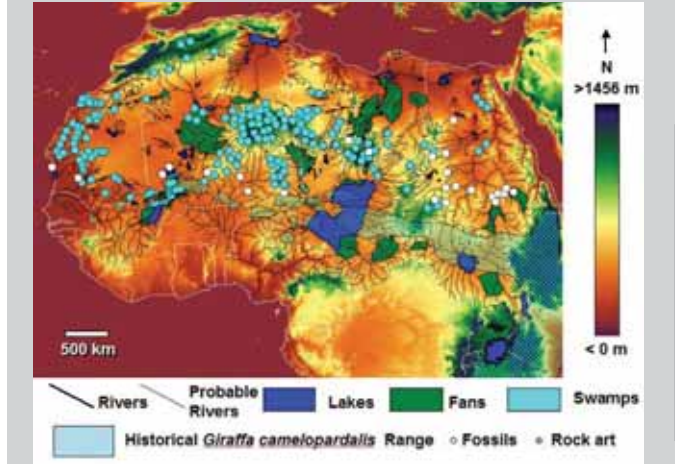 N
>1456 m
< 0 m
500 km
Rivers
Probable
Rivers
Lakes
Fans
Swamps
Historical Giraffa camelopardalis Range
Fossils
Rock art